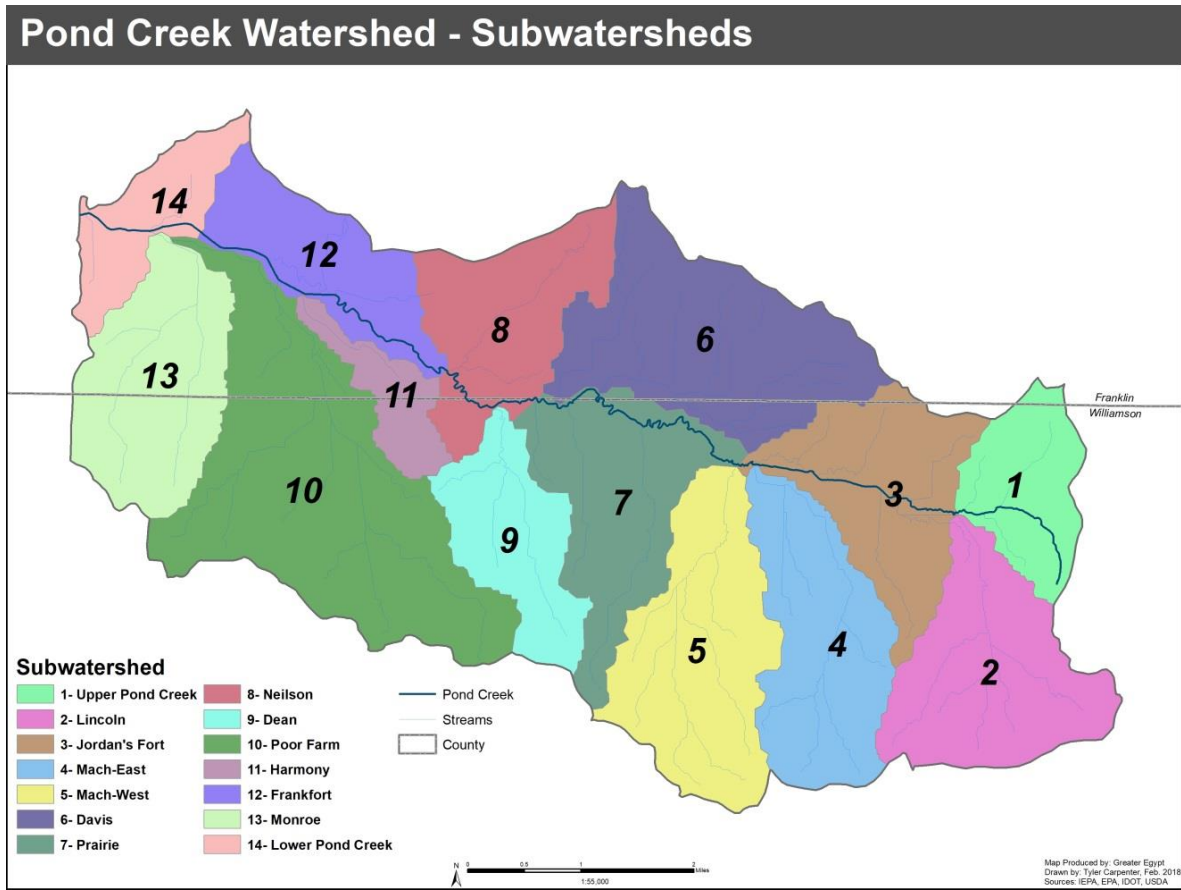 Pond Creek Watershed - Subwatersheds
14
12
8
6
13
11
Franklin
Williamson
10
3
1
7
9
5
4
2
Subwatershed
1- Upper Pond Creek
2- Lincoln
3- Jordan's Fort
4- Mach-East
5- Mach-West
6- Davis
7- Prairie
8- Neilson
9- Dean
10- Poor Farm
11- Harmony
12- Frankfort
13- Monroe
14- Lower Pond Creek
Pond Creek
Streams
County
N
0 0.5 1 2
Miles
1:55,000
Map Produced by: Greater Egypt
Drawn by: Tyler Carpenter, Feb. 2018
Sources: IEPA, EPA, IDOT, USDA